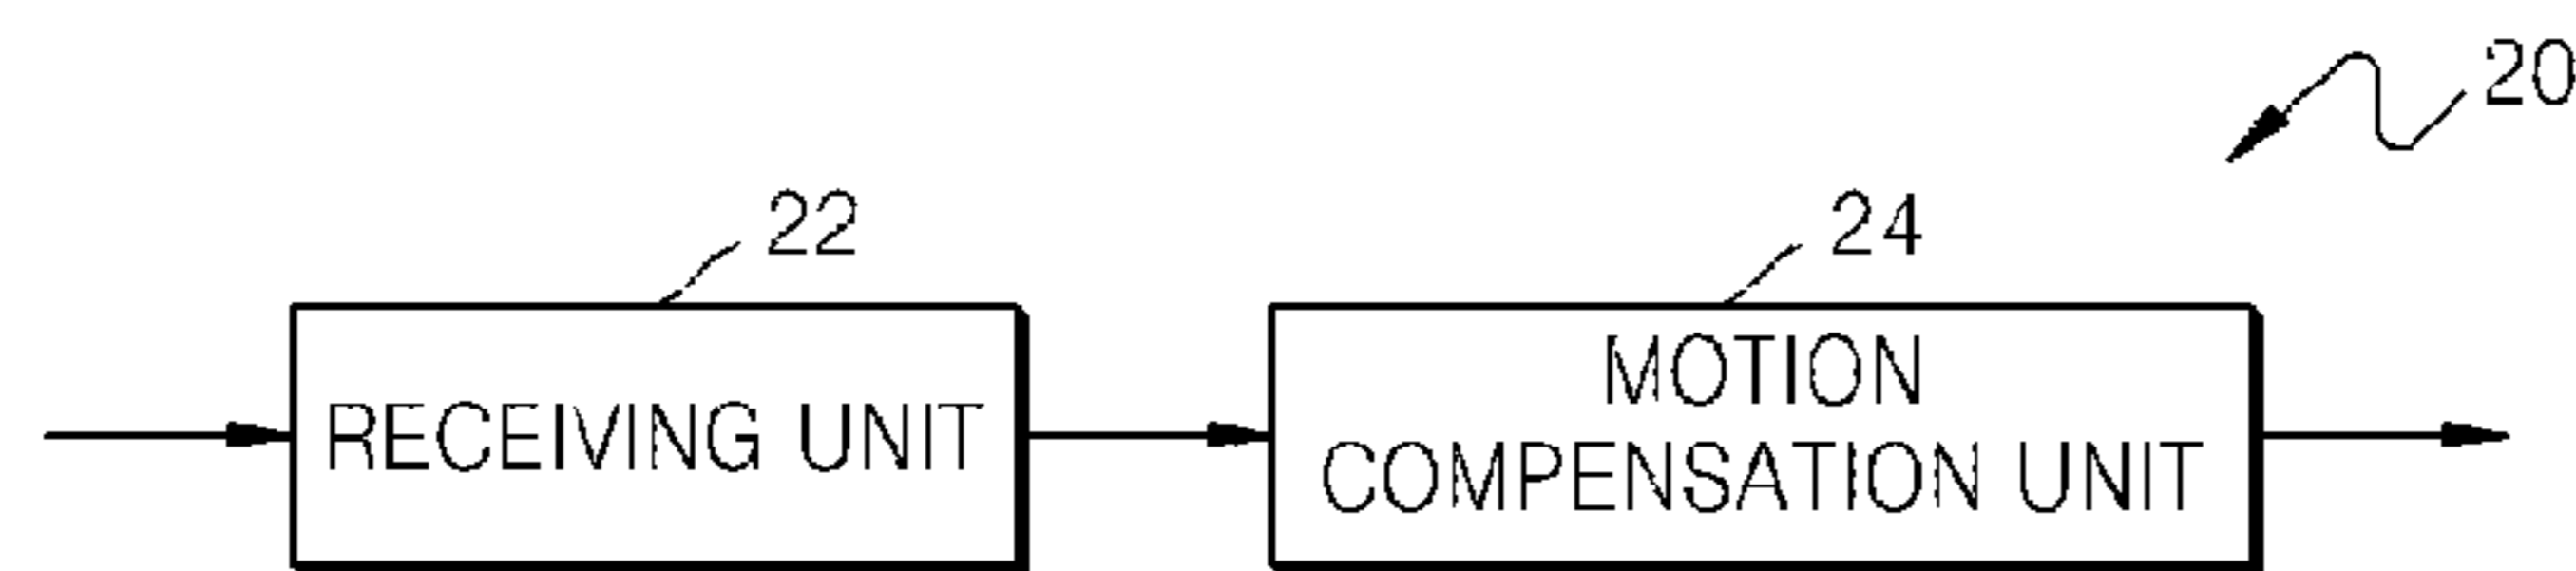 20
22
24
RECEIVING UNIT
MOTION
COMPENSATION UNIT